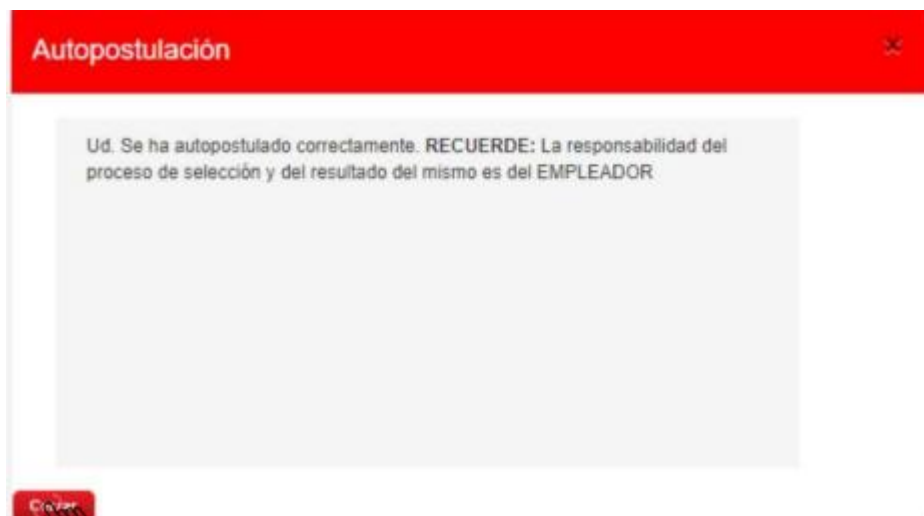 Autopostulación
Ud. Se ha autopostulado correctamente. RECUERDE: La responsabilidad del
proceso de selección y del resultado del mismo es del EMPLEADOR